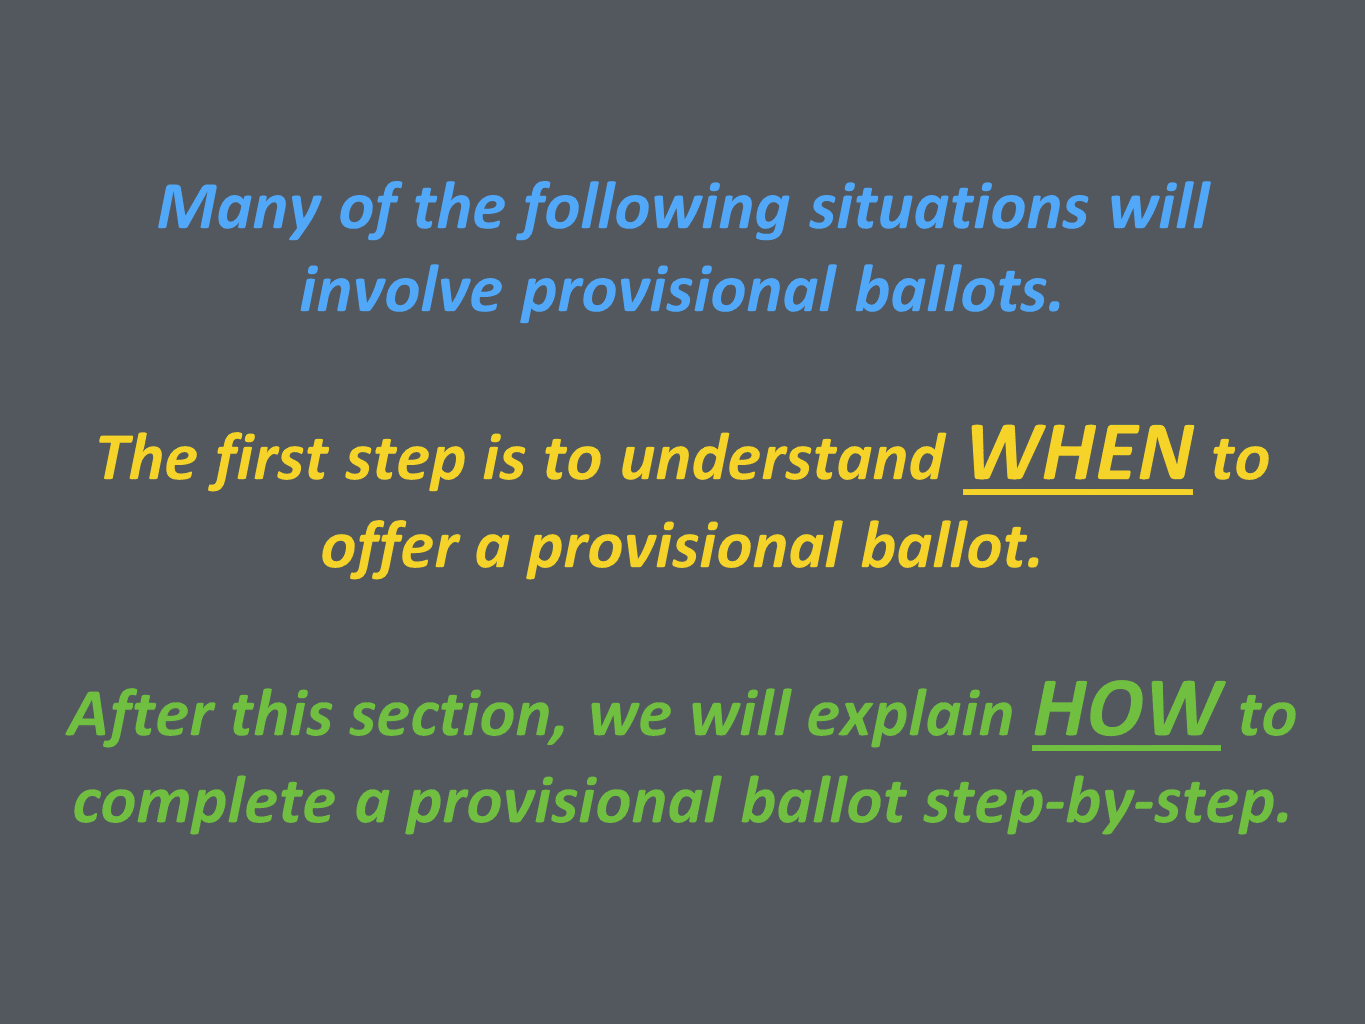 Many of the following situations will
involve provisional ballots.
The first step is to understand WHEN to
offer a provisional ballot.
After this section, we will explain HOW to
complete a provisional ballot step-by-step.